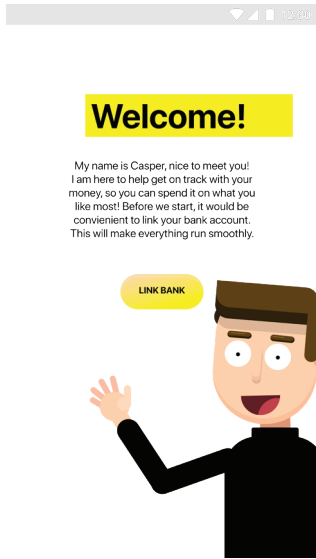 12:30
Welcome!
My name is Casper, nice to meet you!
I am here to help get on track with your
money, so you can spend it on what you
like most! Before we start, it would be
convienient to link your bank account.
This will make everything run smoothly.
LINK BANK